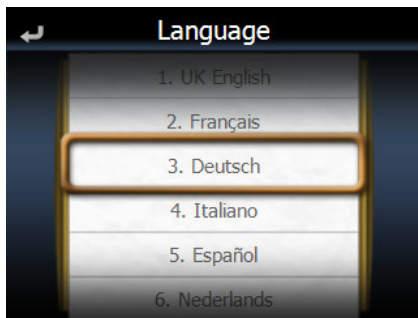 Language
1. UK English
2. Français
3. Deutsch
4. Italiano
5. Español
6. Nederlands